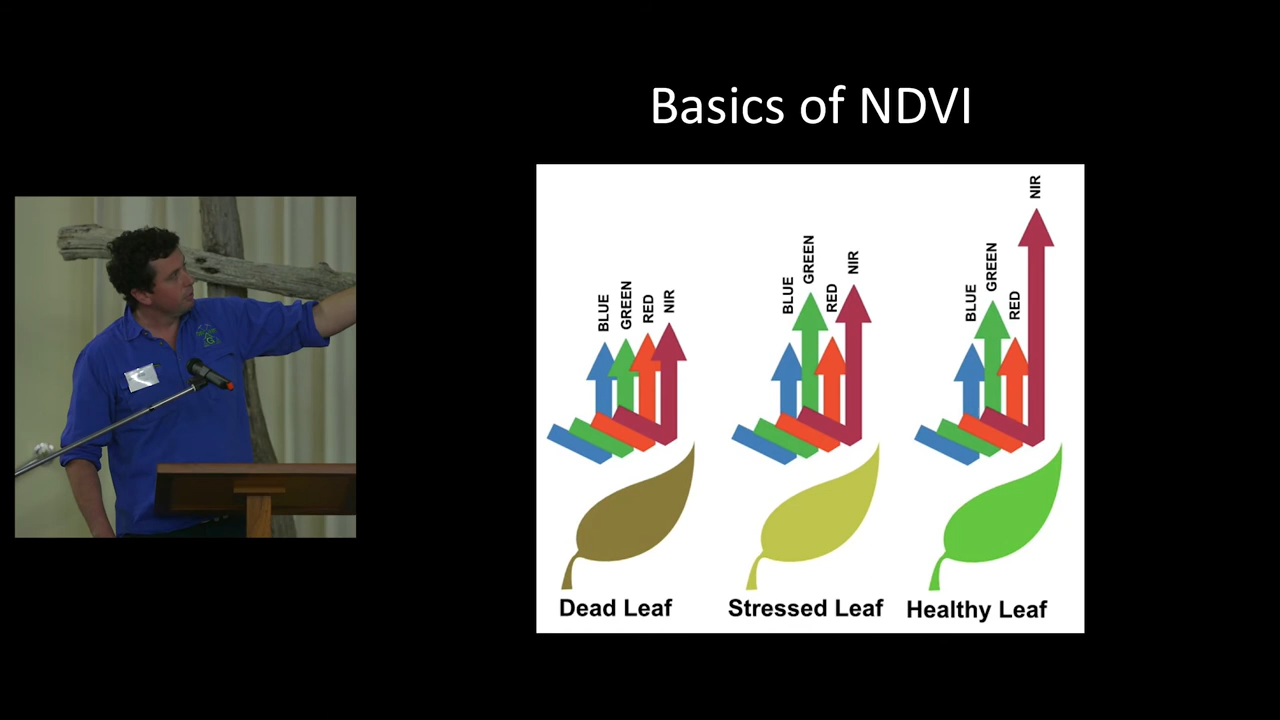 Basics of NDVI
BLUE
GREEN
RED
NIR
BLUE
GREEN
RED
NIR
BLUE
GREEN
RED
NIR
Dead Leaf
Stressed Leaf
Healthy Leaf